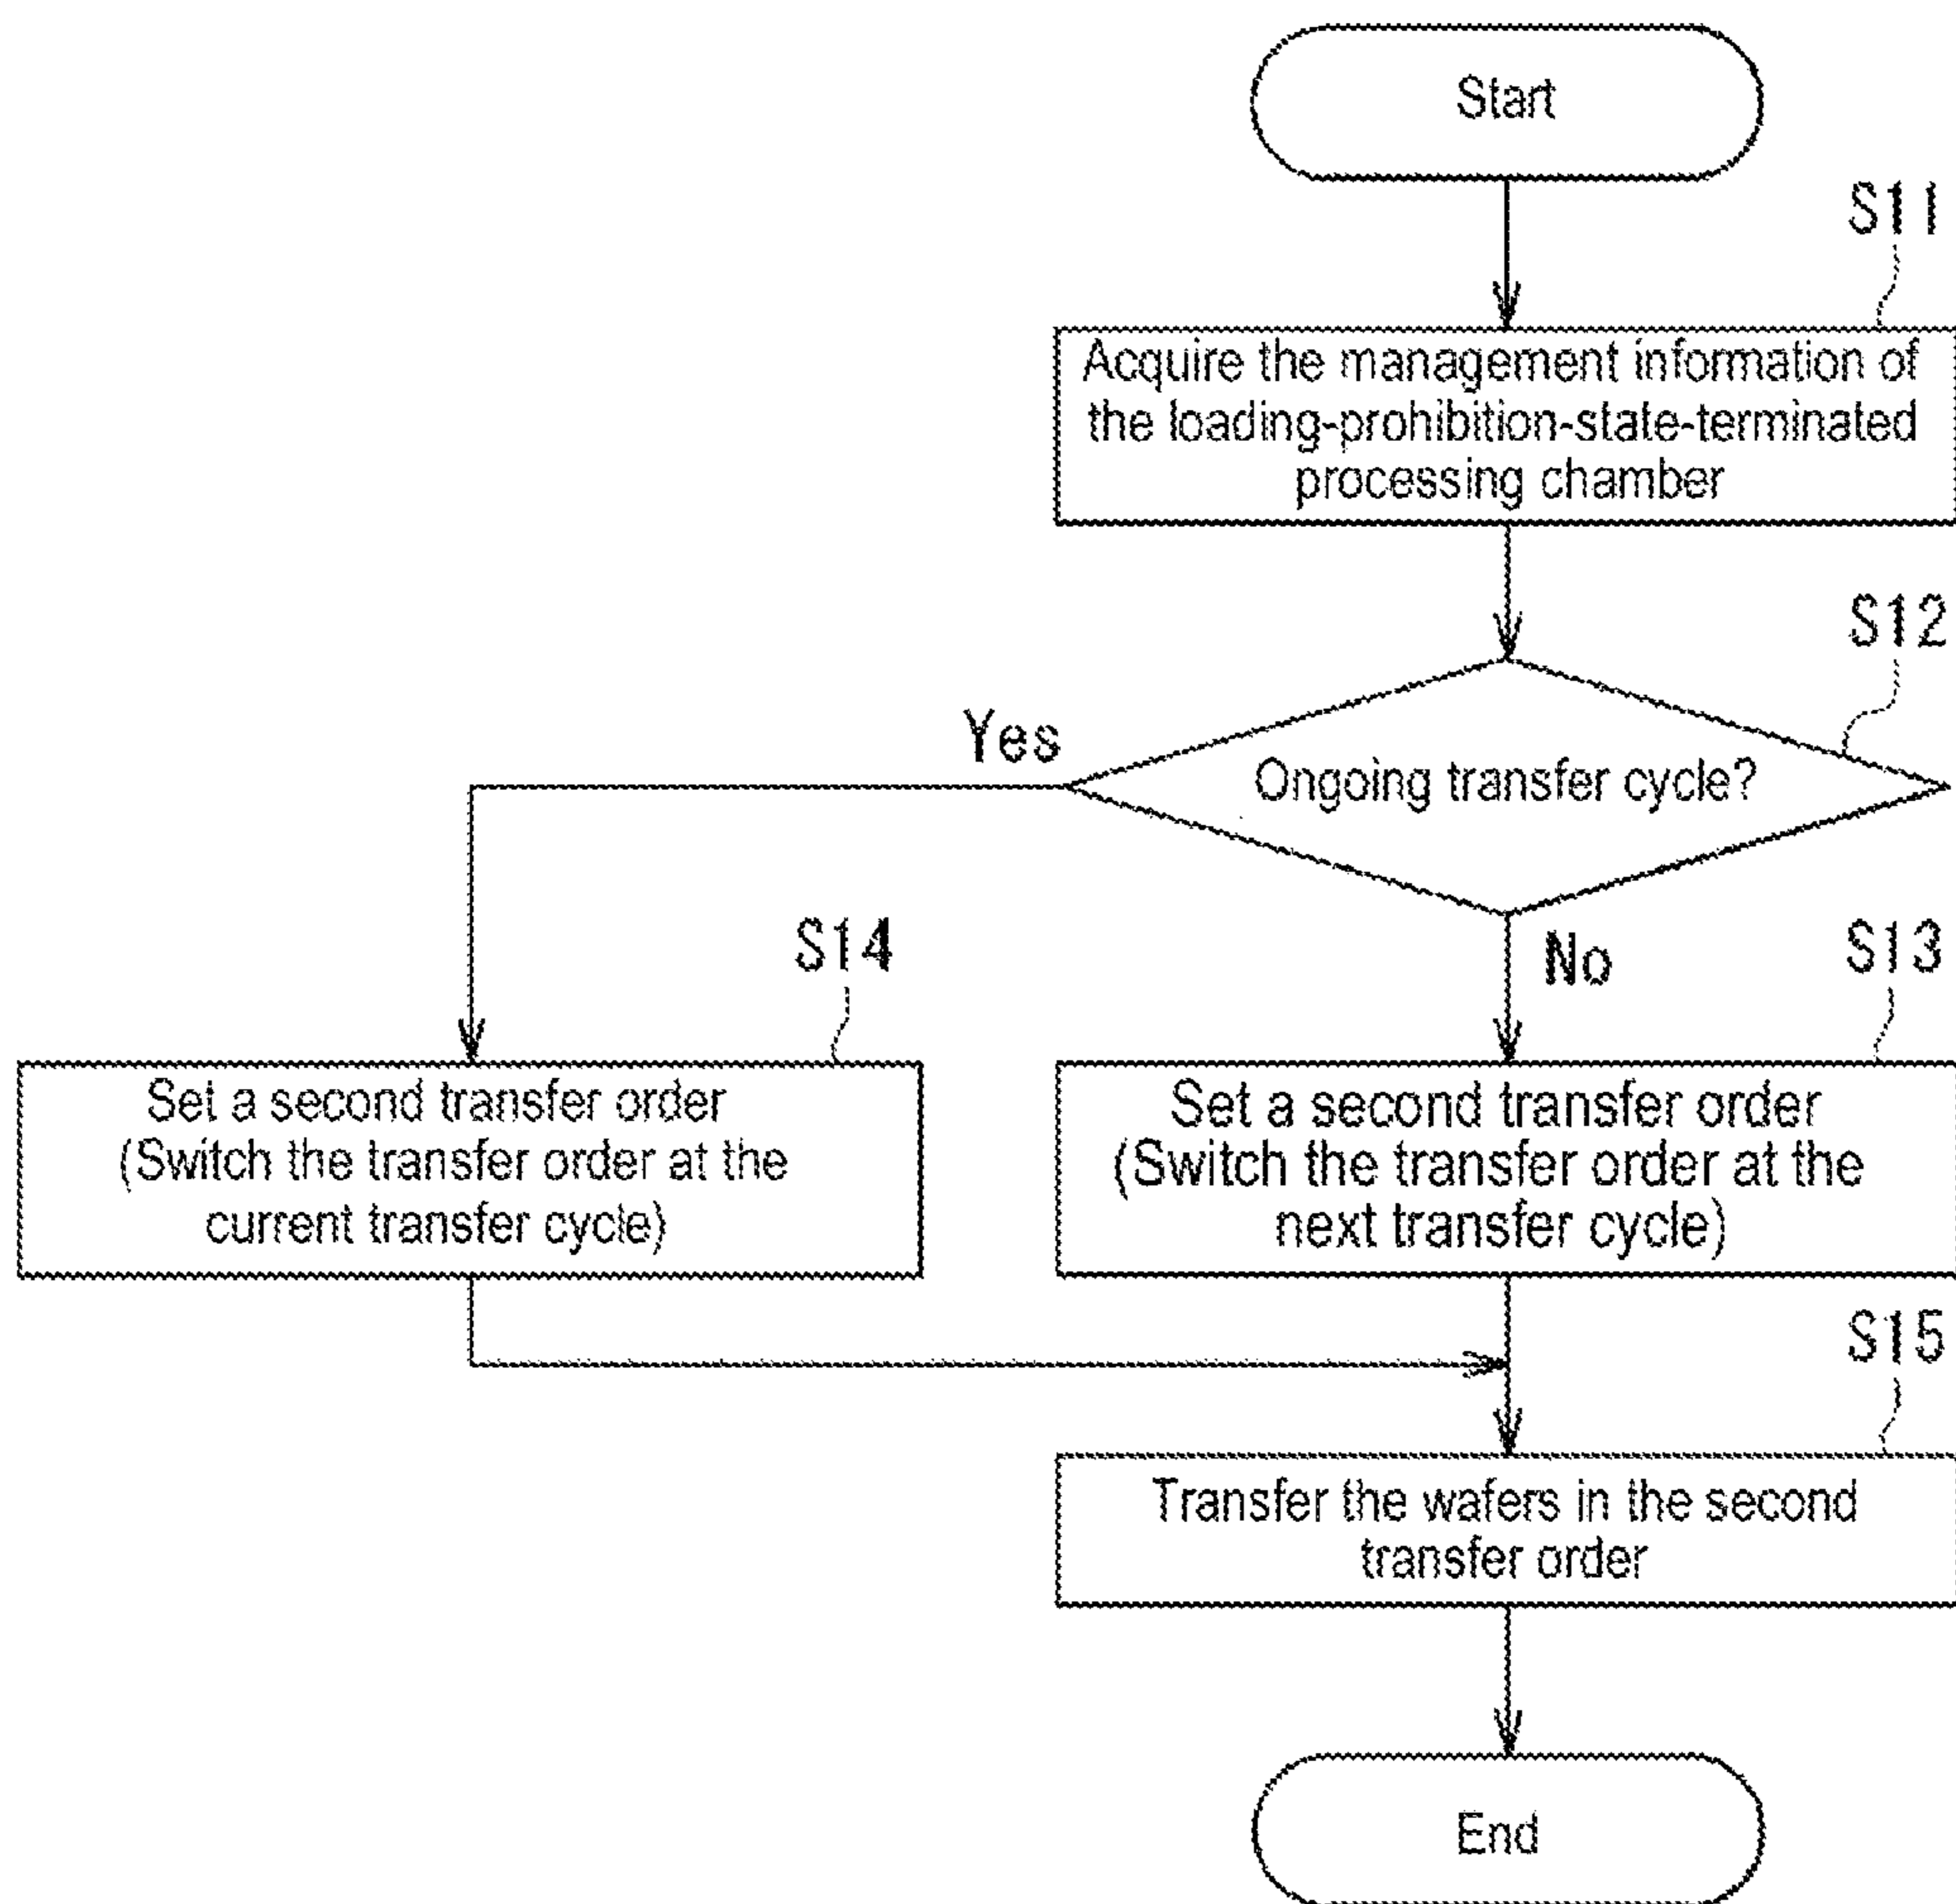 Start
S11
Acquire the management information of
the loading-prohibition-state-terminated
processing chamber
S12
Yes
Ongoing transfer cycle?
No
S14
S13
Set a second transfer order
(Switch the transfer order at the
current transfer cycle)
Set a second transfer order
(Switch the transfer order at the
next transfer cycle)
S15
Transfer the wafers in the second
transfer order
End